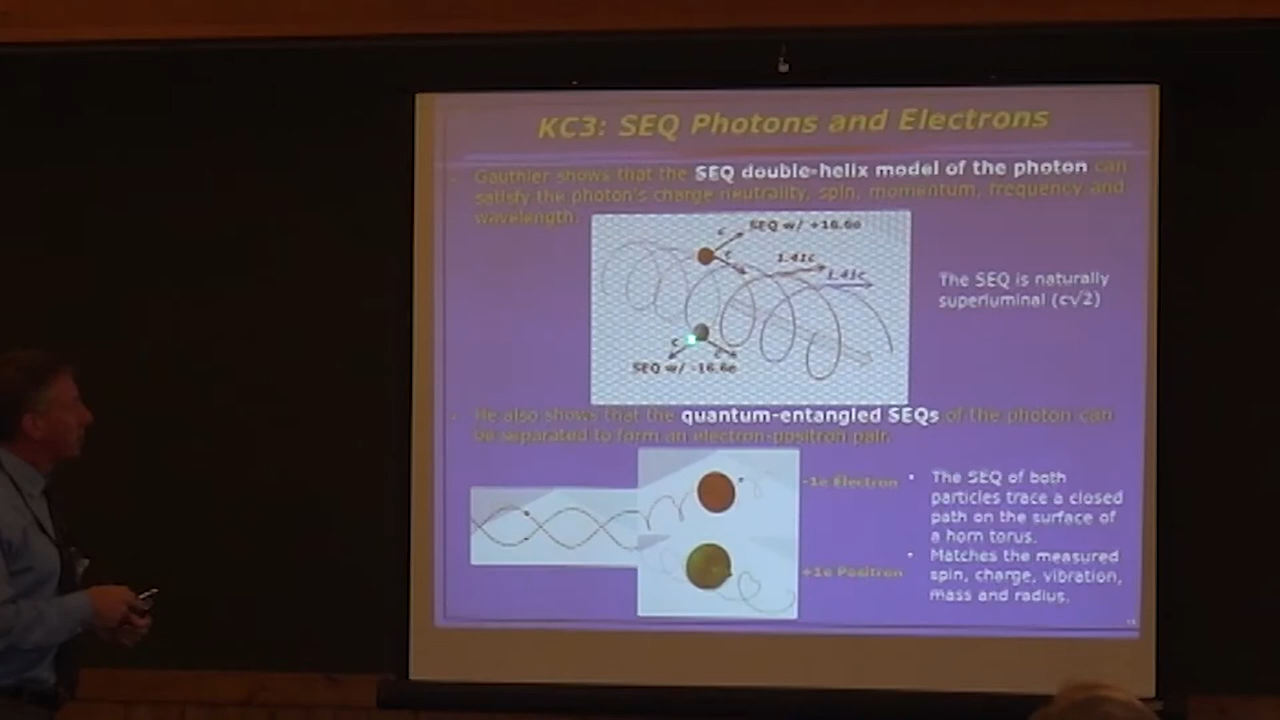 KC3: SEQ Photons and Electrons
Gauthier shows that the SEQ double-helix model of the photon can
satisfy the photon's charge neutrality, spin, momentum, frequency and
wavelength.
SEQ w/ +16.6e
c
c
1.41c
1.41c
The SEQ is naturally
superluminal (c√2)
c
c
SEQ w/ -16.6e
He also shows that the quantum-entangled SEQs of the photon can
be separated to form an electron-positron pair.
-1e Electron
+1e Positron
• The SEQ of both
particles trace a closed
path on the surface of
a horn torus.
• Matches the measured
spin, charge, vibration,
mass and radius.